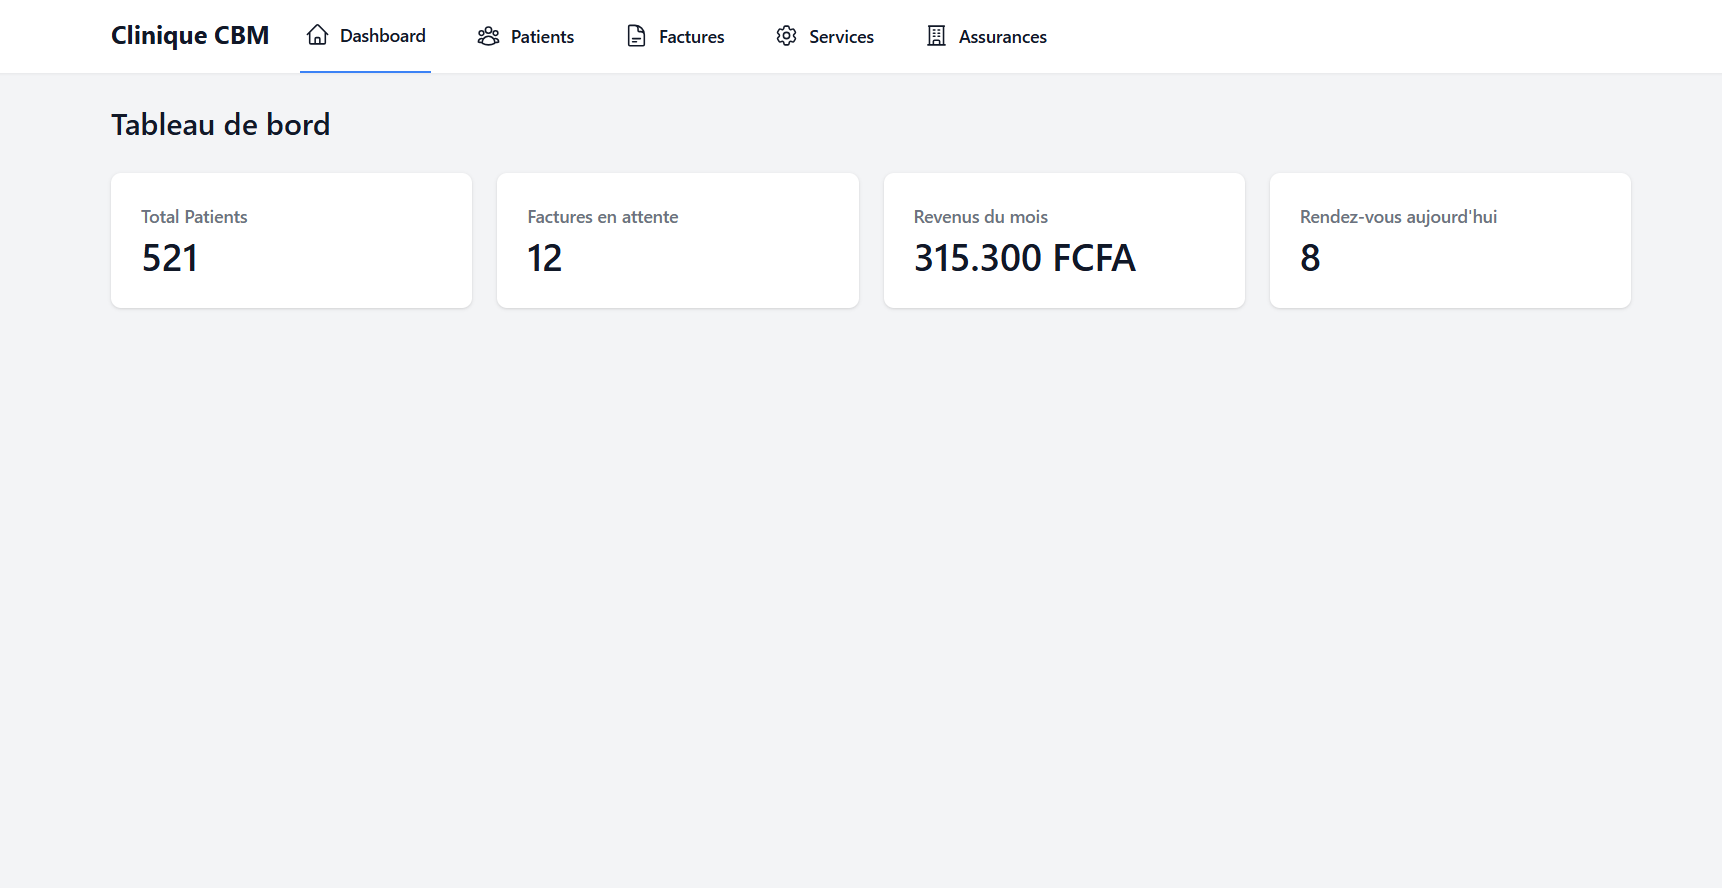 Clinique CBM Dashboard Patients Factures Services Assurances
Tableau de bord
Total Patients
521
Factures en attente
12
Revenus du mois
315.300 FCFA
Rendez-vous aujourd'hui
8